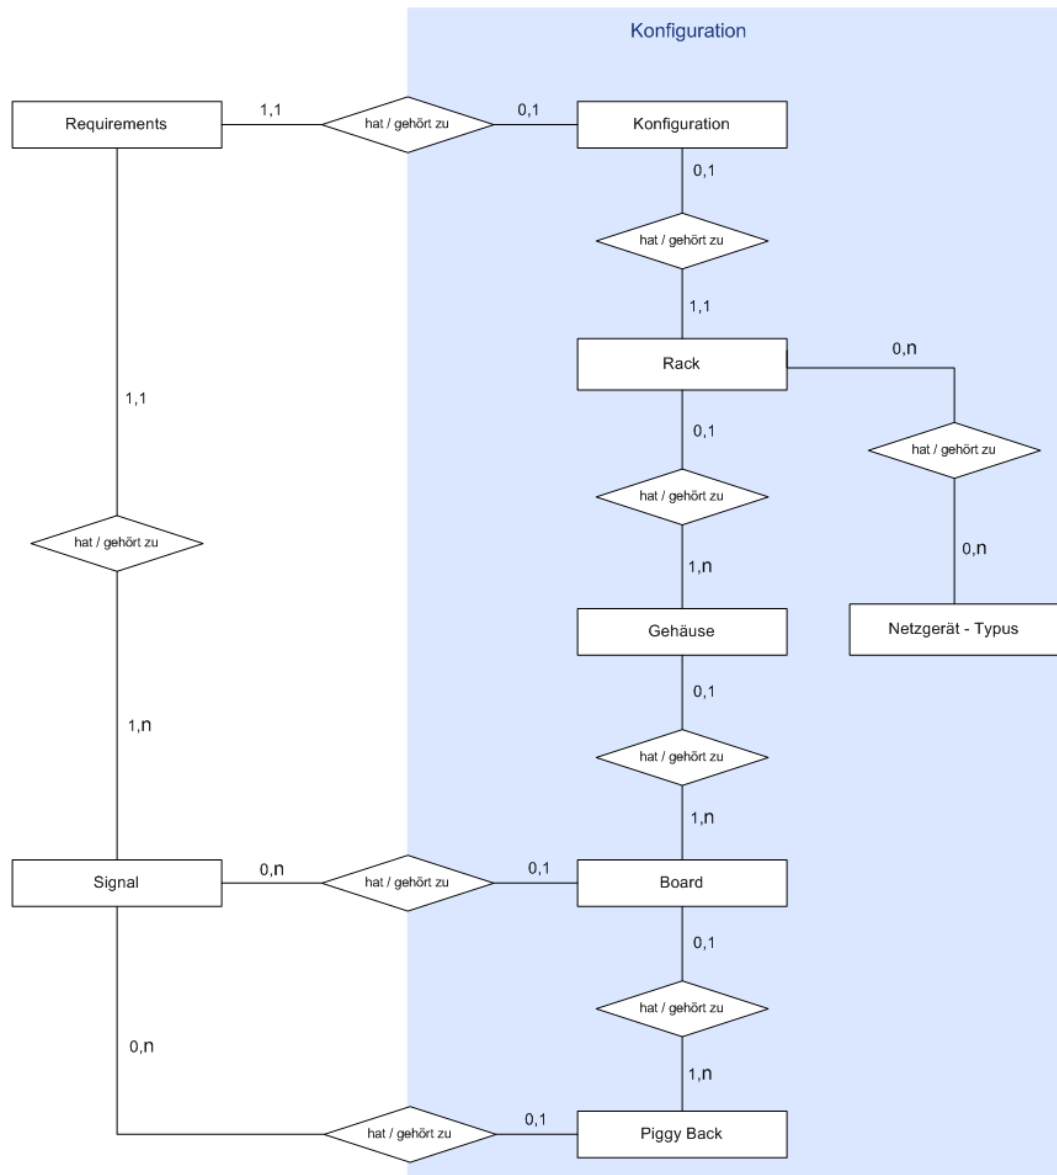 Konfiguration
Requirements
1,1
hat / gehört zu
0,1
Konfiguration
0,1
hat / gehört zu
1,1
Rack
0,n
0,1
hat / gehört zu
hat / gehört zu
1,1
0,n
1,n
hat / gehört zu
Gehäuse
Netzgerät - Typus
0,1
1,n
hat / gehört zu
1,n
Signal
0,n
hat / gehört zu
0,1
Board
0,1
hat / gehört zu
0,n
1,n
hat / gehört zu
0,1
Piggy Back